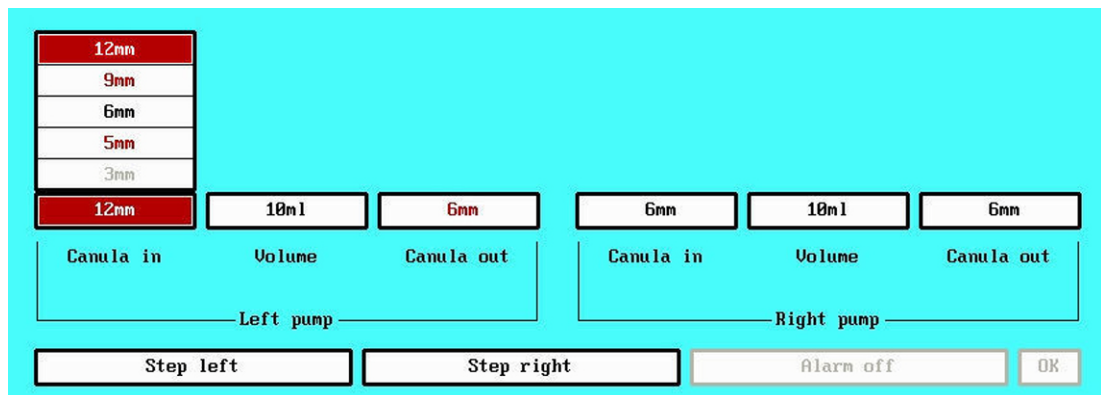 12mm
9mm
6mm
5mm
3mm
12mm 10ml 6mm 6mm 10ml 6mm
Canula in Volume Canula out Canula in Volume Canula out
Left pump Right pump
Step left Step right Alarm off OK